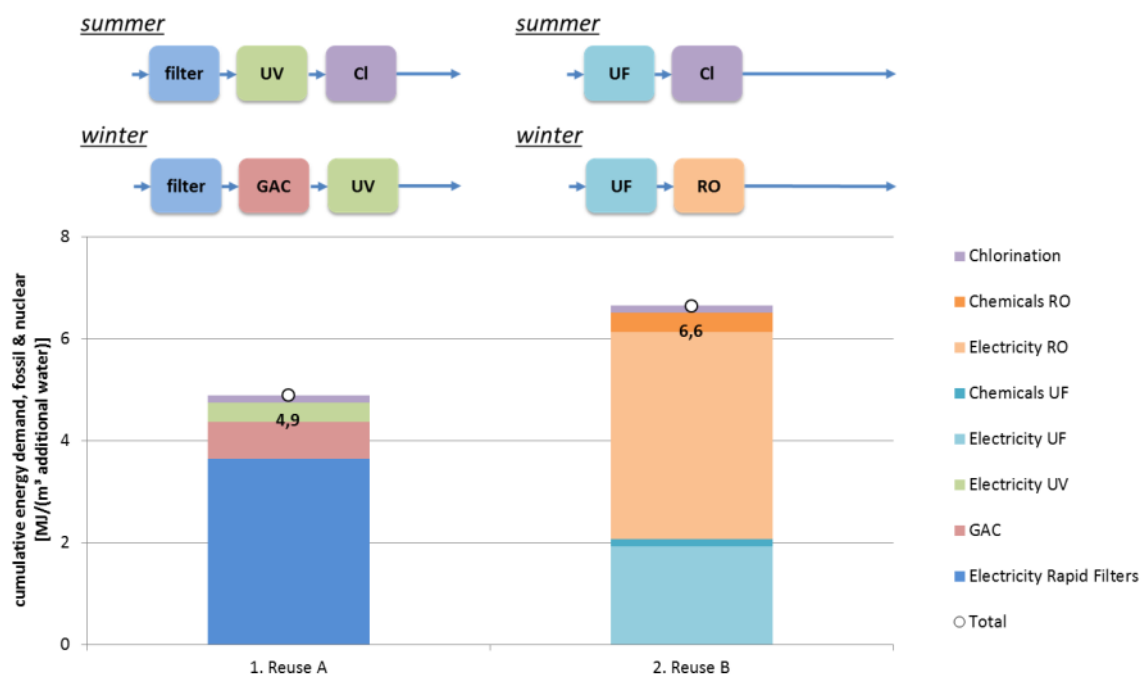 summer
summer
filter
UV
Cl
UF
Cl
winter
winter
filter
GAC
UV
UF
RO
cumulative energy demand, fossil & nuclear
[MJ/(m³ additional water)]
8
6
4
2
0
4,9
6,6
1. Reuse A
2. Reuse B
Chlorination
Chemicals RO
Electricity RO
Chemicals UF
Electricity UF
Electricity UV
GAC
Electricity Rapid Filters
Total